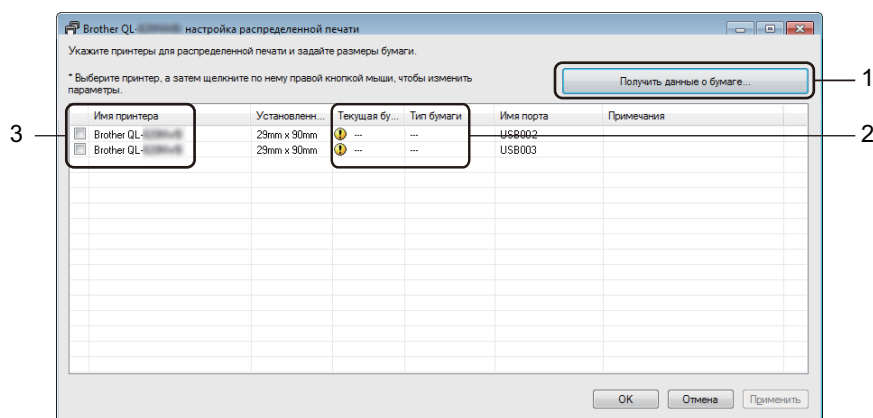 Brother QL- настройка распределенной печати
Укажите принтеры для распределенной печати и задайте размеры бумаги.
* Выберите принтер, а затем щелкните по нему правой кнопкой мыши, чтобы изменить
параметры.
Получить данные о бумаге...
1
Имя принтера Установленн... Текущая бу... Тип бумаги Имя порта Примечания
3
Brother QL- 29mm x 90mm --- --- USB002
2
Brother QL- 29mm x 90mm --- --- USB003
OK Отмена Применить